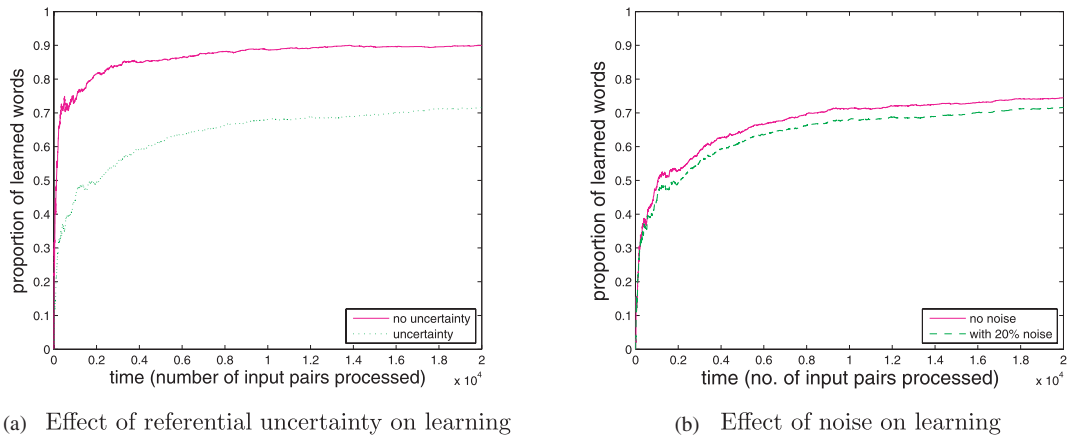 1
0.9
0.8
0.7
0.6
0.5
0.4
0.3
0.2
0.1
0
proportion of learned words
no uncertainty
uncertainty
0 0.2 0.4 0.6 0.8 1 1.2 1.4 1.6 1.8 2
time (number of input pairs processed)
x 10^4
(a) Effect of referential uncertainty on learning
1
0.9
0.8
0.7
0.6
0.5
0.4
0.3
0.2
0.1
0
proportion of learned words
no noise
with 20% noise
0 0.2 0.4 0.6 0.8 1 1.2 1.4 1.6 1.8 2
time (no. of input pairs processed)
x 10^4
(b) Effect of noise on learning